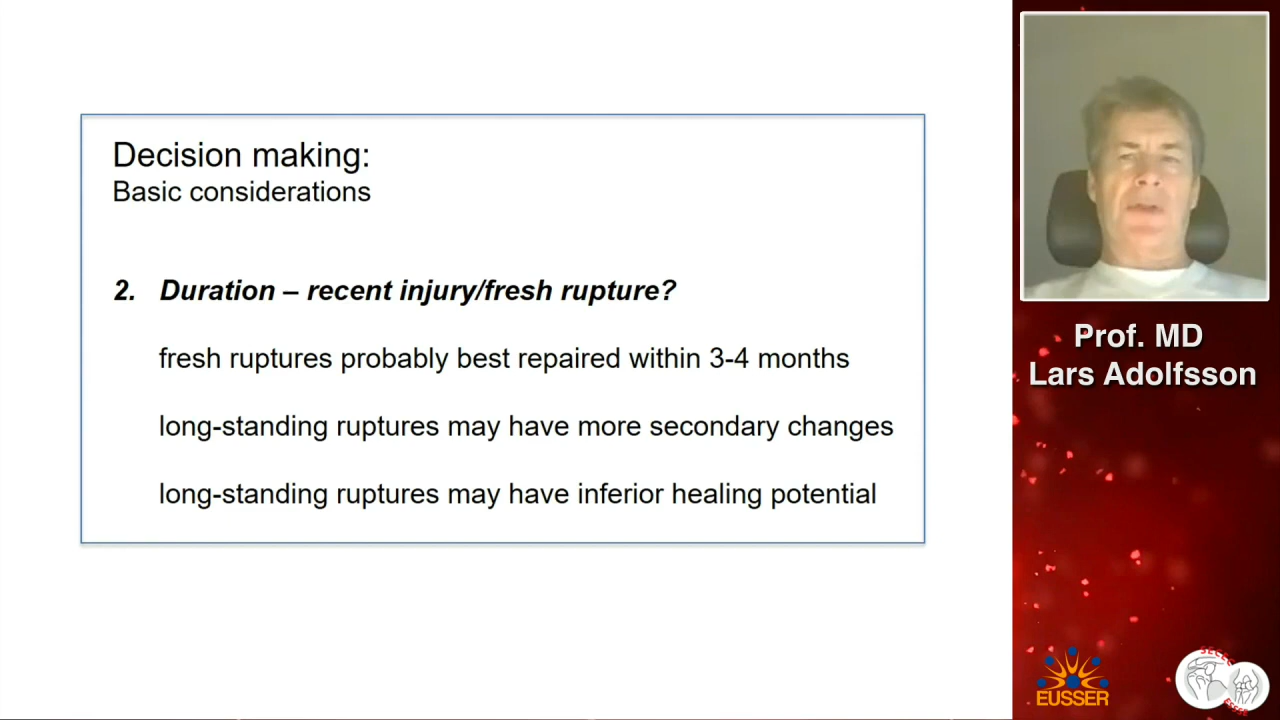 Decision making:
Basic considerations
2. Duration – recent injury/fresh rupture?
fresh ruptures probably best repaired within 3-4 months
long-standing ruptures may have more secondary changes
long-standing ruptures may have inferior healing potential
Prof. MD
Lars Adolfsson
EUSSER
SECEC
ESSSE